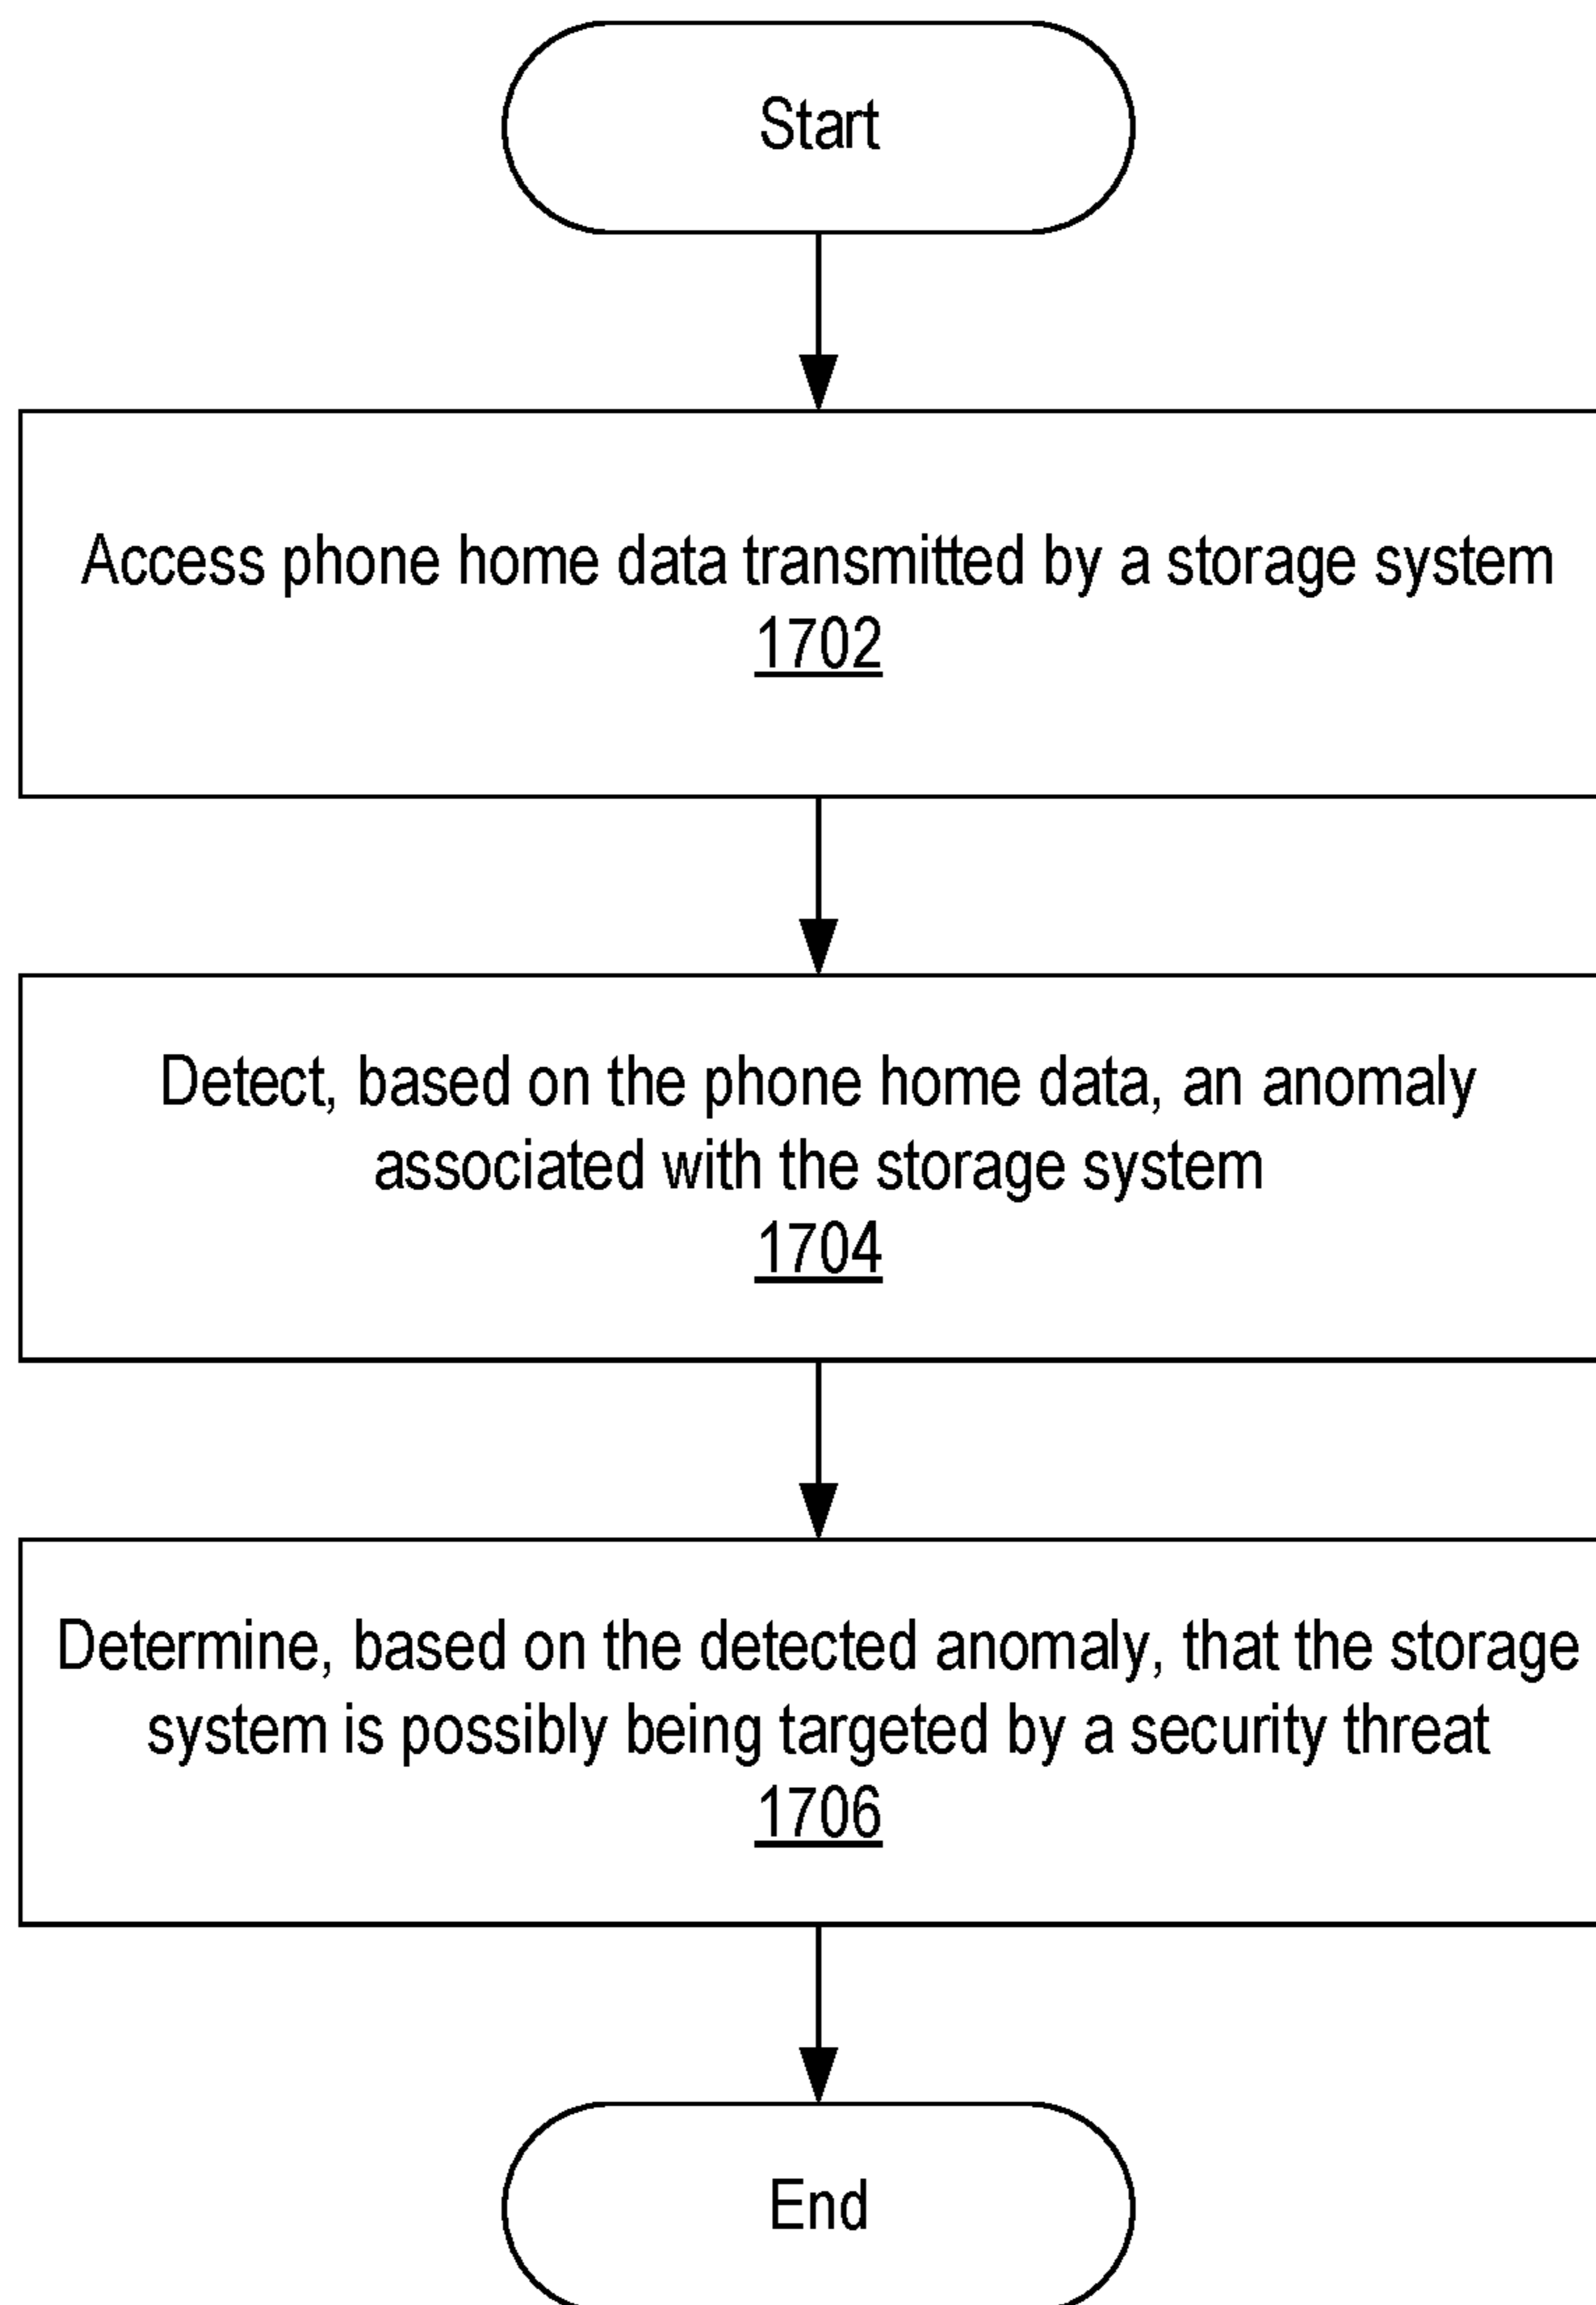 Start
Access phone home data transmitted by a storage system
1702
Detect, based on the phone home data, an anomaly
associated with the storage system
1704
Determine, based on the detected anomaly, that the storage
system is possibly being targeted by a security threat
1706
End